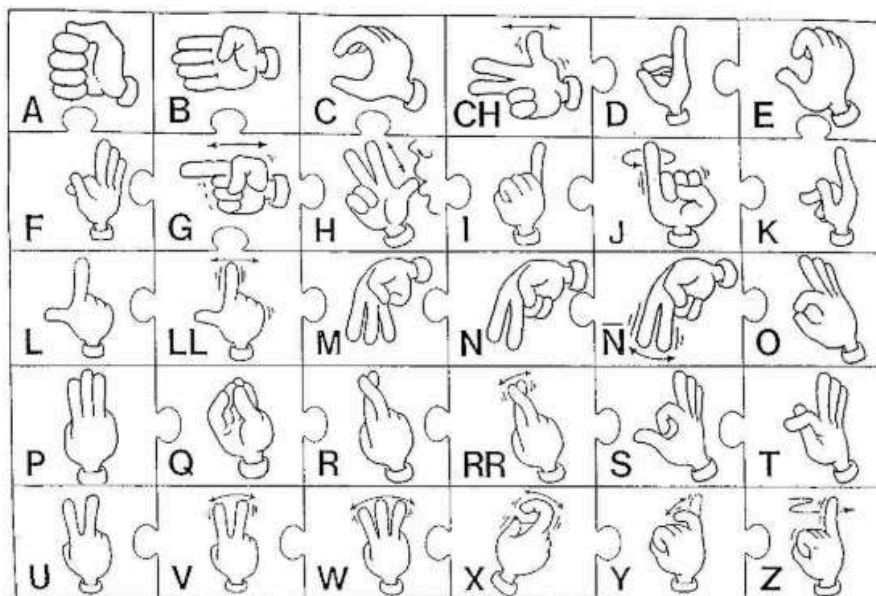 A B C CH D E
F G H I J K
L LL M N Ñ O
P Q R RR S T
U V W X Y Z